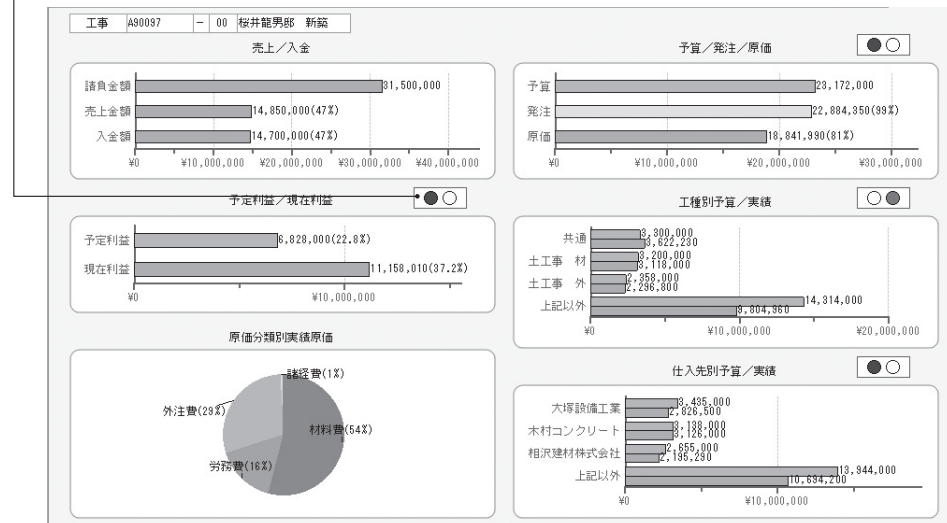 工事 A90097 － 00 桜井龍男邸 新築
売上／入金
請負金額 31,500,000
売上金額 14,850,000(47%)
入金額 14,700,000(47%)
¥0 ¥10,000,000 ¥20,000,000 ¥30,000,000 ¥40,000,000
予定利益／現在利益
予定利益 6,828,000(22.8%)
現在利益 11,158,010(37.2%)
¥0 ¥10,000,000
原価分類別実績原価
諸経費(1%)
外注費(29%)
材料費(54%)
労務費(16%)
予算／発注／原価
予算 23,172,000
発注 22,884,350(99%)
原価 18,841,990(81%)
¥0 ¥10,000,000 ¥20,000,000 ¥30,000,000
工種別予算／実績
共通 3,300,000
3,622,230
土工事 材 3,200,000
3,118,000
土工事 外 2,358,000
2,296,800
上記以外 14,314,000
9,804,960
¥0 ¥10,000,000 ¥20,000,000
仕入先別予算／実績
大塚設備工業 3,435,000
2,826,500
木村コンクリート 3,138,000
3,126,000
相沢建材株式会社 2,655,000
2,195,290
上記以外 13,944,000
10,694,200
¥0 ¥10,000,000